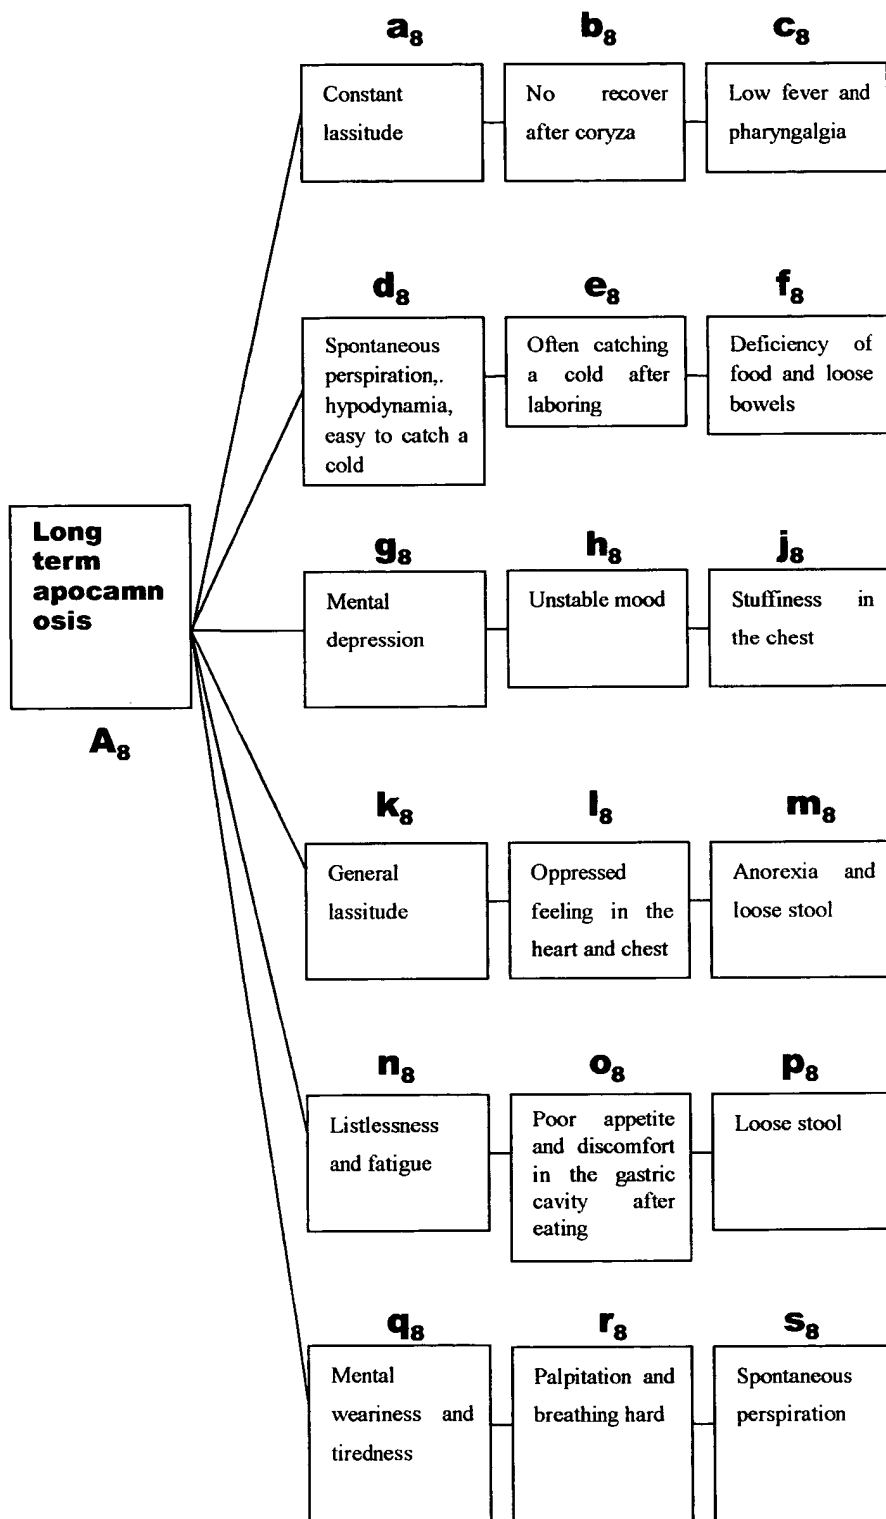 a8
b8
c8
Constant
lassitude
No recover
after coryza
Low fever and
pharyngalgia
d8
e8
f8
Spontaneous
perspiration,.
hypodynamia,
easy to catch a
cold
Often catching
a cold after
laboring
Deficiency of
food and loose
bowels
Long
term
apocamn
osis
A8
g8
h8
j8
Mental
depression
Unstable mood
Stuffiness in
the chest
k8
l8
m8
General
lassitude
Oppressed
feeling in the
heart and chest
Anorexia and
loose stool
n8
o8
p8
Listlessness
and fatigue
Poor appetite
and discomfort
in the gastric
cavity after
eating
Loose stool
q8
r8
s8
Mental
weariness and
tiredness
Palpitation and
breathing hard
Spontaneous
perspiration